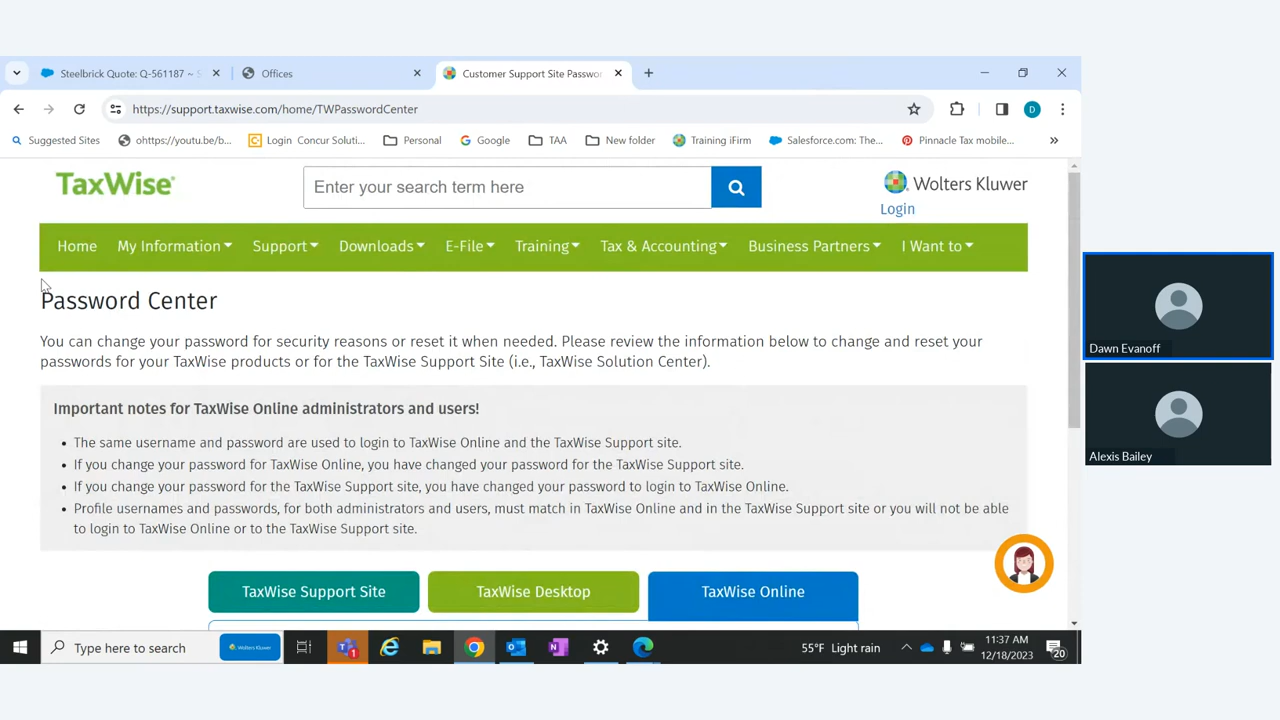 Steelbrick Quote: Q-561187 ~ S
Offices
Customer Support Site Passwor
https://support.taxwise.com/home/TWPasswordCenter
D
Suggested Sites
ohttps://youtu.be/b...
Login Concur Soluti...
Personal
Google
TAA
New folder
Training iFirm
Salesforce.com: The...
Pinnacle Tax mobile...
TaxWise®
Enter your search term here
Wolters Kluwer
Login
Home
My Information
Support
Downloads
E-File
Training
Tax & Accounting
Business Partners
I Want to
Password Center
You can change your password for security reasons or reset it when needed. Please review the information below to change and reset your
passwords for your TaxWise products or for the TaxWise Support Site (i.e., TaxWise Solution Center).
Important notes for TaxWise Online administrators and users!
• The same username and password are used to login to TaxWise Online and the TaxWise Support site.
• If you change your password for TaxWise Online, you have changed your password for the TaxWise Support site.
• If you change your password for the TaxWise Support site, you have changed your password to login to TaxWise Online.
• Profile usernames and passwords, for both administrators and users, must match in TaxWise Online and in the TaxWise Support site or you will not be able
to login to TaxWise Online or to the TaxWise Support site.
TaxWise Support Site
TaxWise Desktop
TaxWise Online
Dawn Evanoff
Alexis Bailey
Type here to search
Wolters Kluwer
1
55°F Light rain
11:37 AM
12/18/2023
20